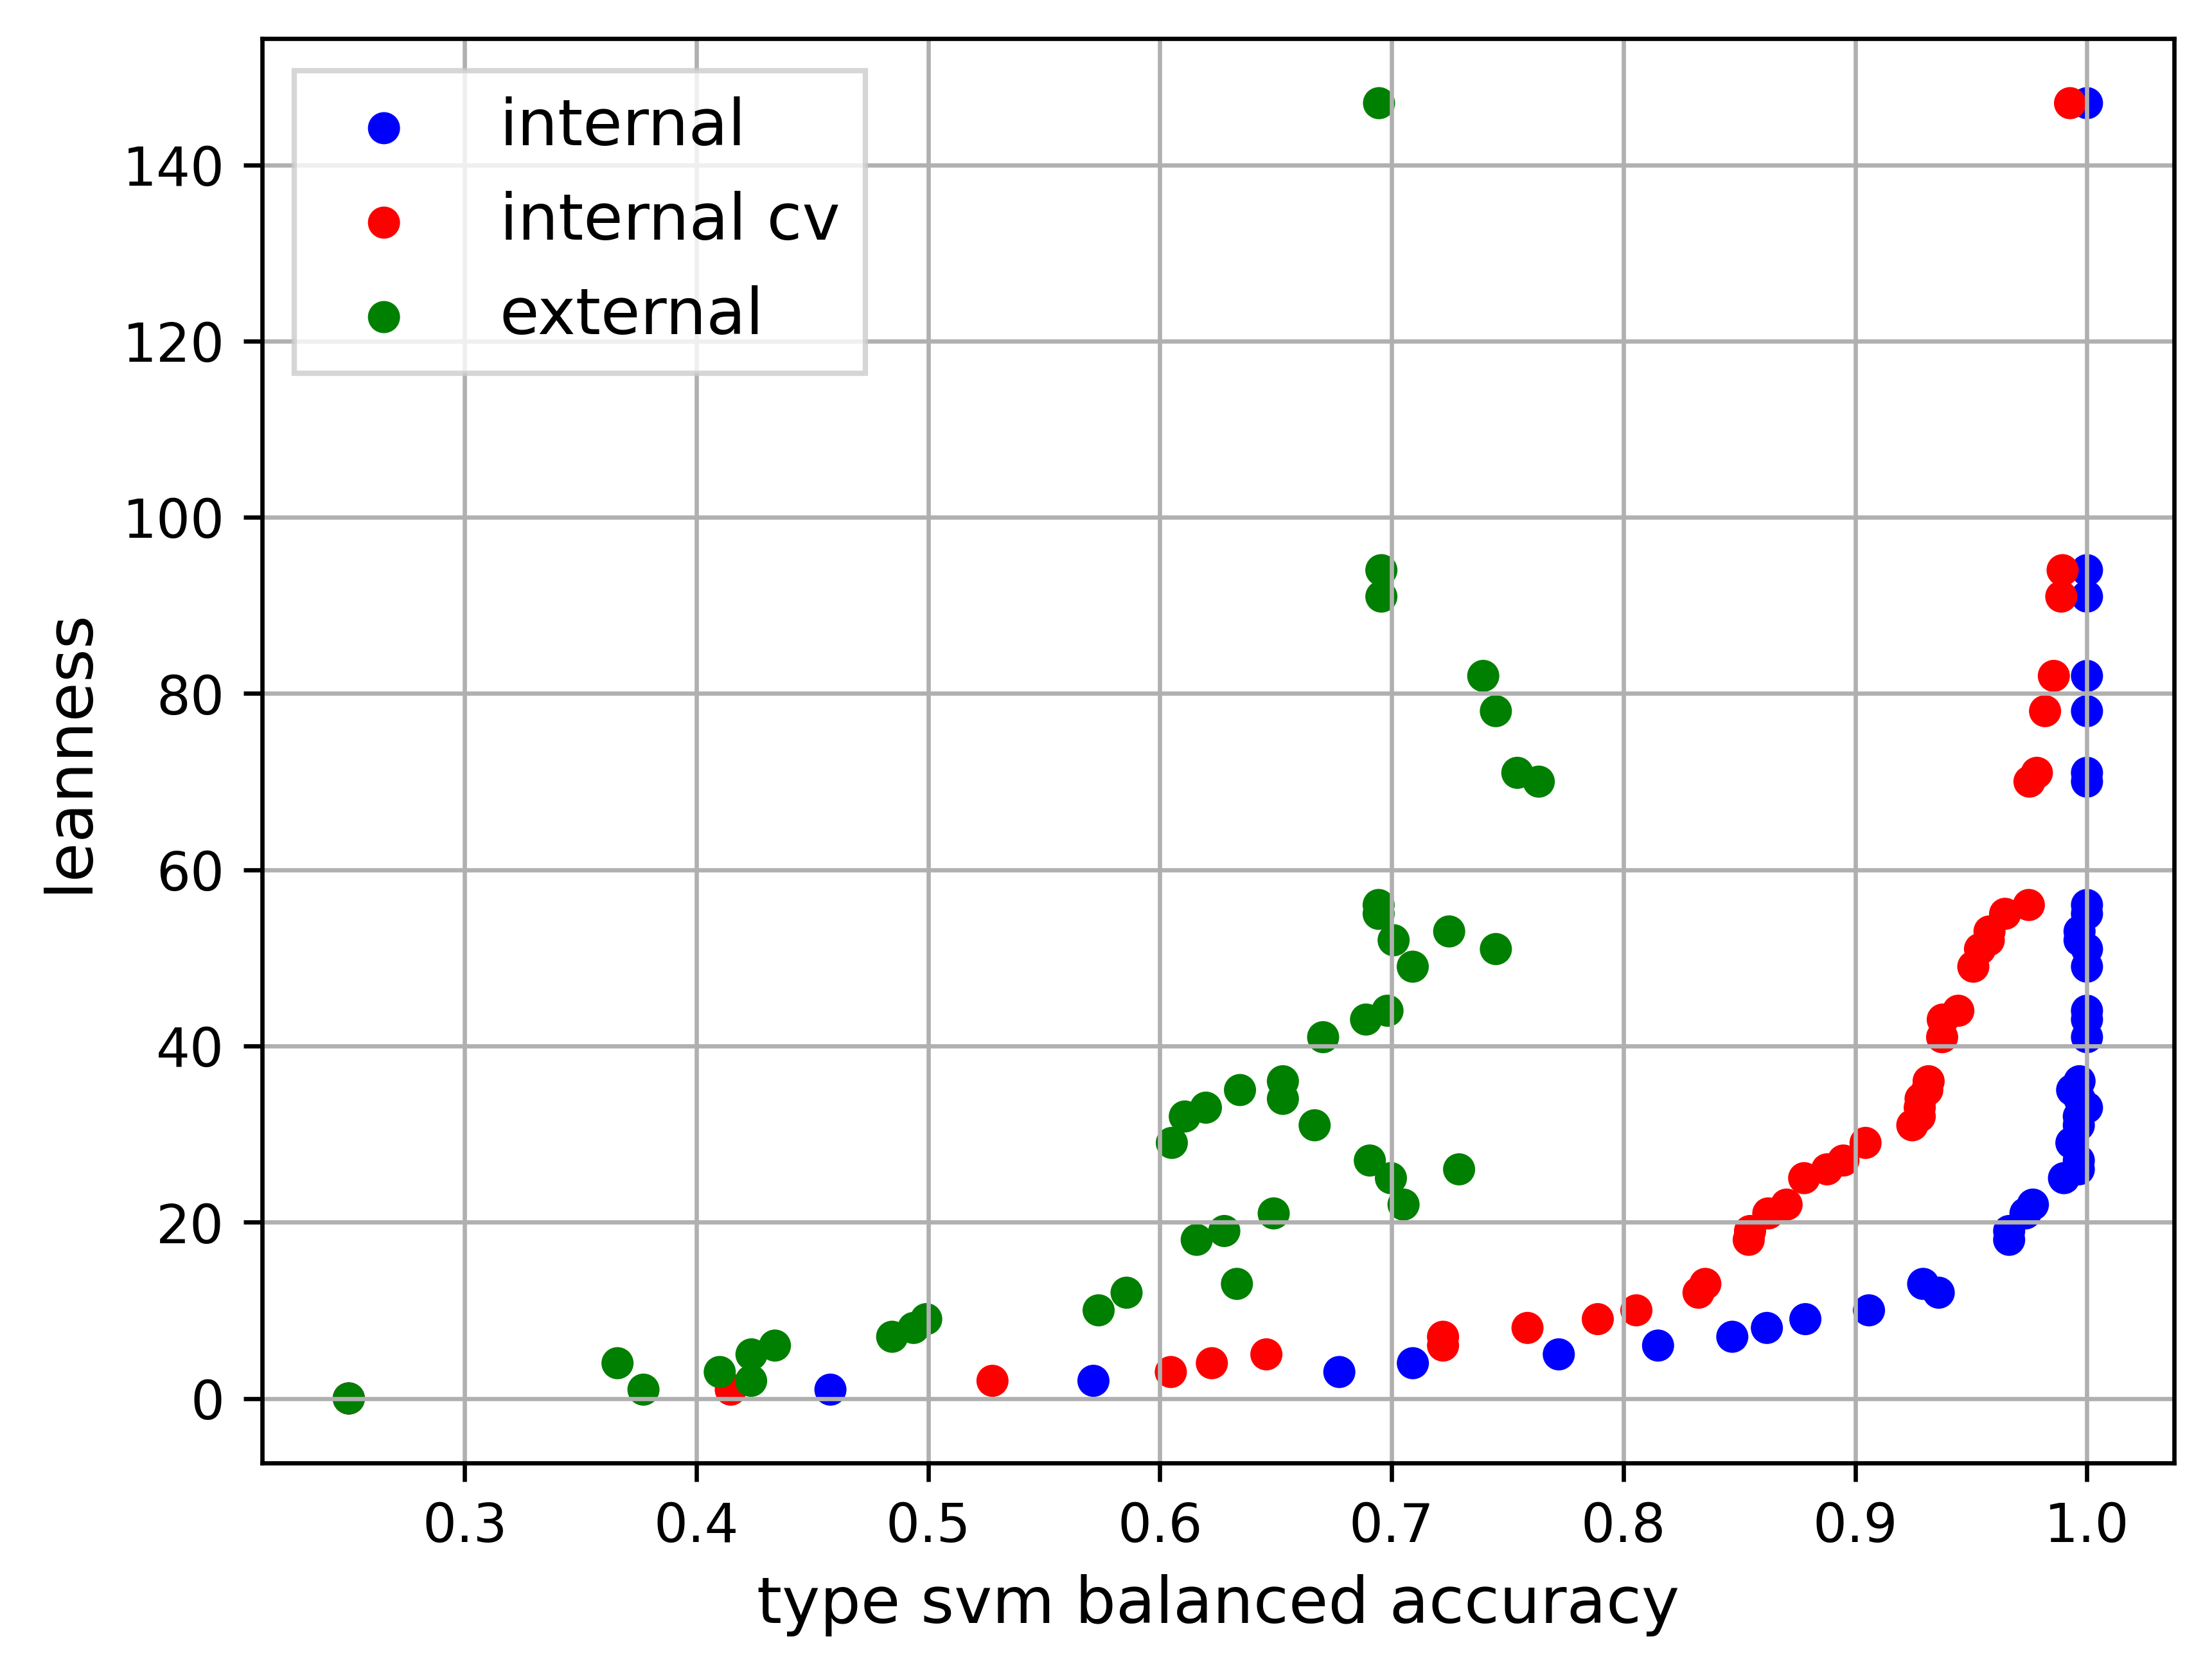 internal
internal cv
external
140
120
100
80
60
40
20
0
leanness
0.3 0.4 0.5 0.6 0.7 0.8 0.9 1.0
type svm balanced accuracy